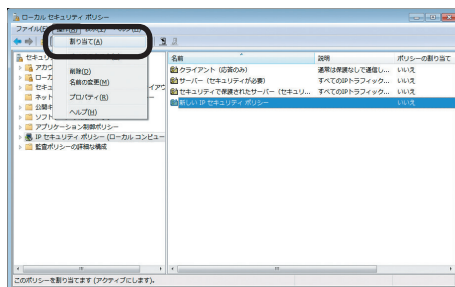 ローカル セキュリティ ポリシー
ファイル(F) 操作(A) 表示(V) ヘルプ(H)
割り当て(A)
削除(D)
名前の変更(M)
プロパティ(R)
ヘルプ(H)
セキュリ
アカウ
ローカ
セキュ
イアウ
ネット
公開キ
ソフト
アプリケーション制御ポリシー
IP セキュリティ ポリシー (ローカル コンピュー
監査ポリシーの詳細な構成
名前 説明 ポリシーの割り当て
クライアント (応答のみ) 通常は保護なしで通信し... いいえ
サーバー (セキュリティが必要) すべてのIPトラフィック... いいえ
セキュリティで保護されたサーバー (セキュリ... すべてのIPトラフィック... いいえ
新しい IP セキュリティ ポリシー いいえ
このポリシーを割り当てます (アクティブにします)。